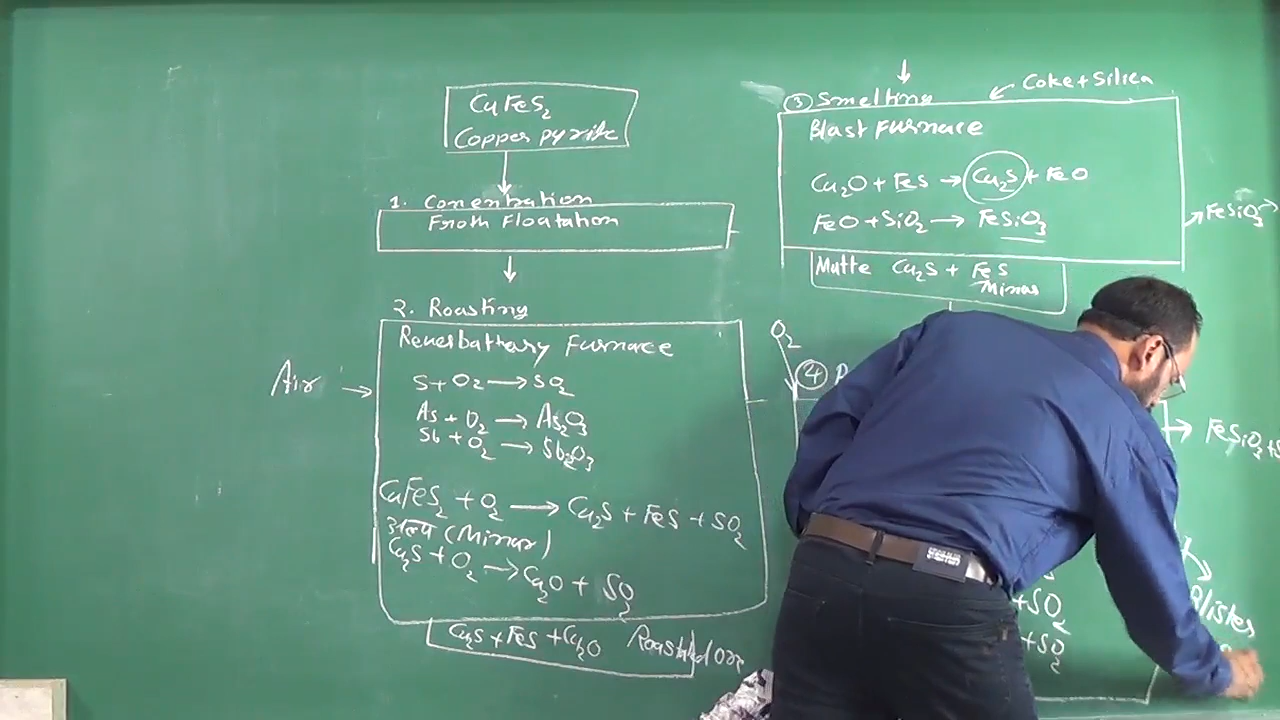 CuFeS₂
Copper pyrite
1. Conentration
Froth Floatation
2. Roasting
Reverbattery Furnace
Air
S + O₂ → SO₂
As + O₂ → As₂O₃
Sb + O₂ → Sb₂O₃
CuFeS₂ + O₂ → Cu₂S + FeS + SO₂
(Minor)
Cu₂S + O₂ → Cu₂O + SO₂
Cu₂S + FeS + Cu₂O Roasted Ore
Coke + Silica
③ Smelting
Blast Furnace
Cu₂O + FeS → Cu₂S + FeO
FeO + SiO₂ → FeSiO₃
FeSiO₃
Matte Cu₂S + FeS
Minor
O₂
④
FeSiO₃ +
+ SO₂
+ SO₂
Blister